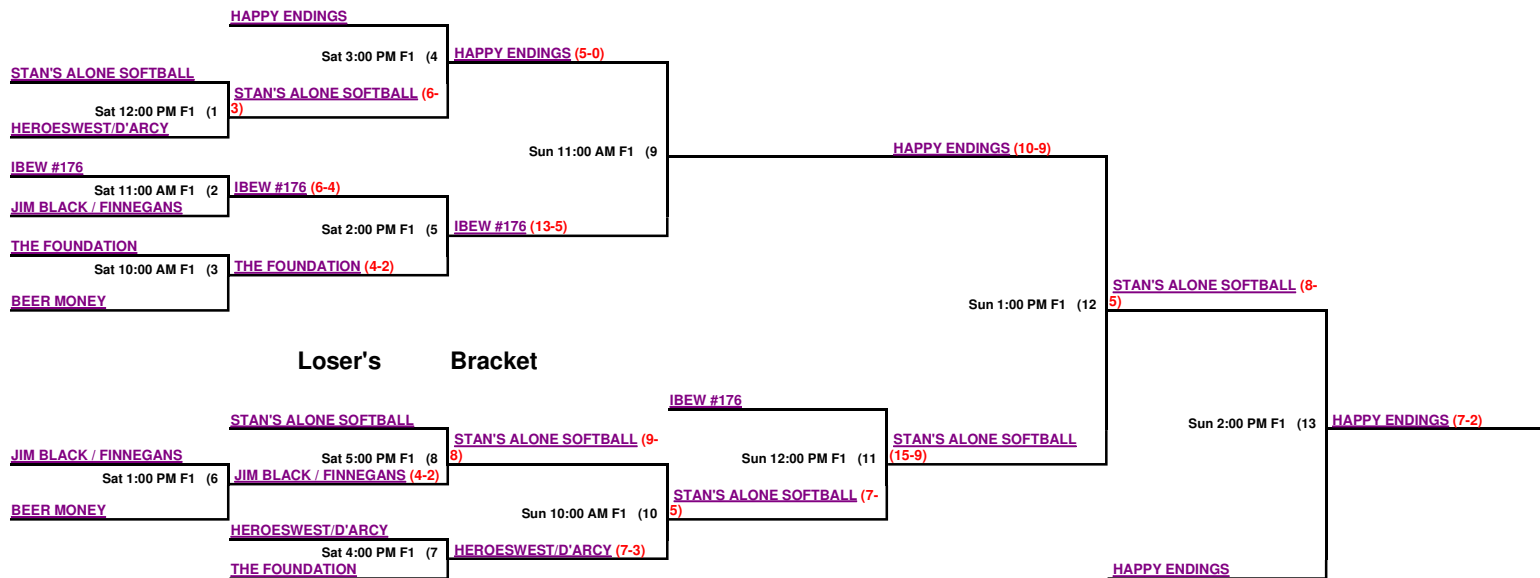 HAPPY ENDINGS
Sat 3:00 PM F1 (4
HAPPY ENDINGS (5-0)
STAN'S ALONE SOFTBALL
STAN'S ALONE SOFTBALL (6-
3)
Sat 12:00 PM F1 (1
HEROESWEST/D'ARCY
Sun 11:00 AM F1 (9
HAPPY ENDINGS (10-9)
IBEW #176
Sat 11:00 AM F1 (2
IBEW #176 (6-4)
JIM BLACK / FINNEGANS
Sat 2:00 PM F1 (5
IBEW #176 (13-5)
THE FOUNDATION
Sat 10:00 AM F1 (3
THE FOUNDATION (4-2)
BEER MONEY
STAN'S ALONE SOFTBALL (8-
5)
Sun 1:00 PM F1 (12
Loser's Bracket
IBEW #176
STAN'S ALONE SOFTBALL
Sun 2:00 PM F1 (13
HAPPY ENDINGS (7-2)
STAN'S ALONE SOFTBALL (9-
8)
STAN'S ALONE SOFTBALL
(15-9)
JIM BLACK / FINNEGANS
Sat 5:00 PM F1 (8
Sun 12:00 PM F1 (11
Sat 1:00 PM F1 (6
JIM BLACK / FINNEGANS (4-2)
STAN'S ALONE SOFTBALL (7-
5)
BEER MONEY
Sun 10:00 AM F1 (10
HEROESWEST/D'ARCY
Sat 4:00 PM F1 (7
HEROESWEST/D'ARCY (7-3)
THE FOUNDATION
HAPPY ENDINGS